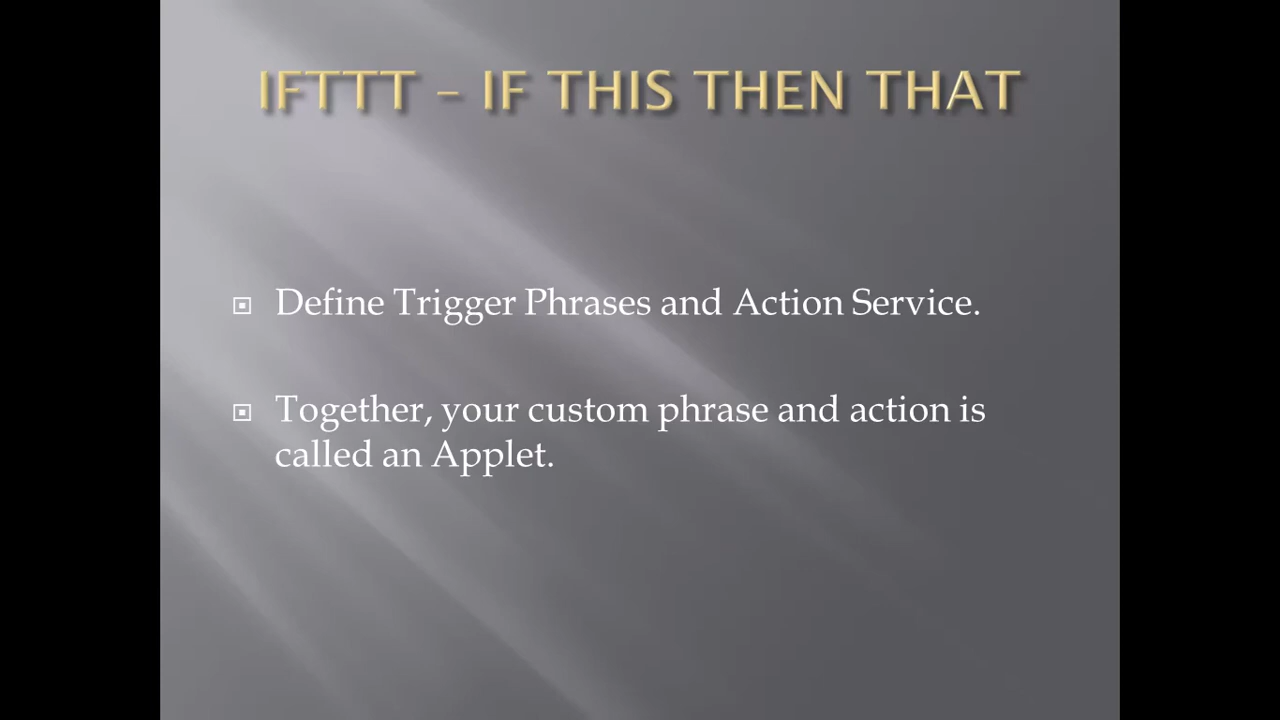 IFTTT – IF THIS THEN THAT
Define Trigger Phrases and Action Service.
Together, your custom phrase and action is
called an Applet.